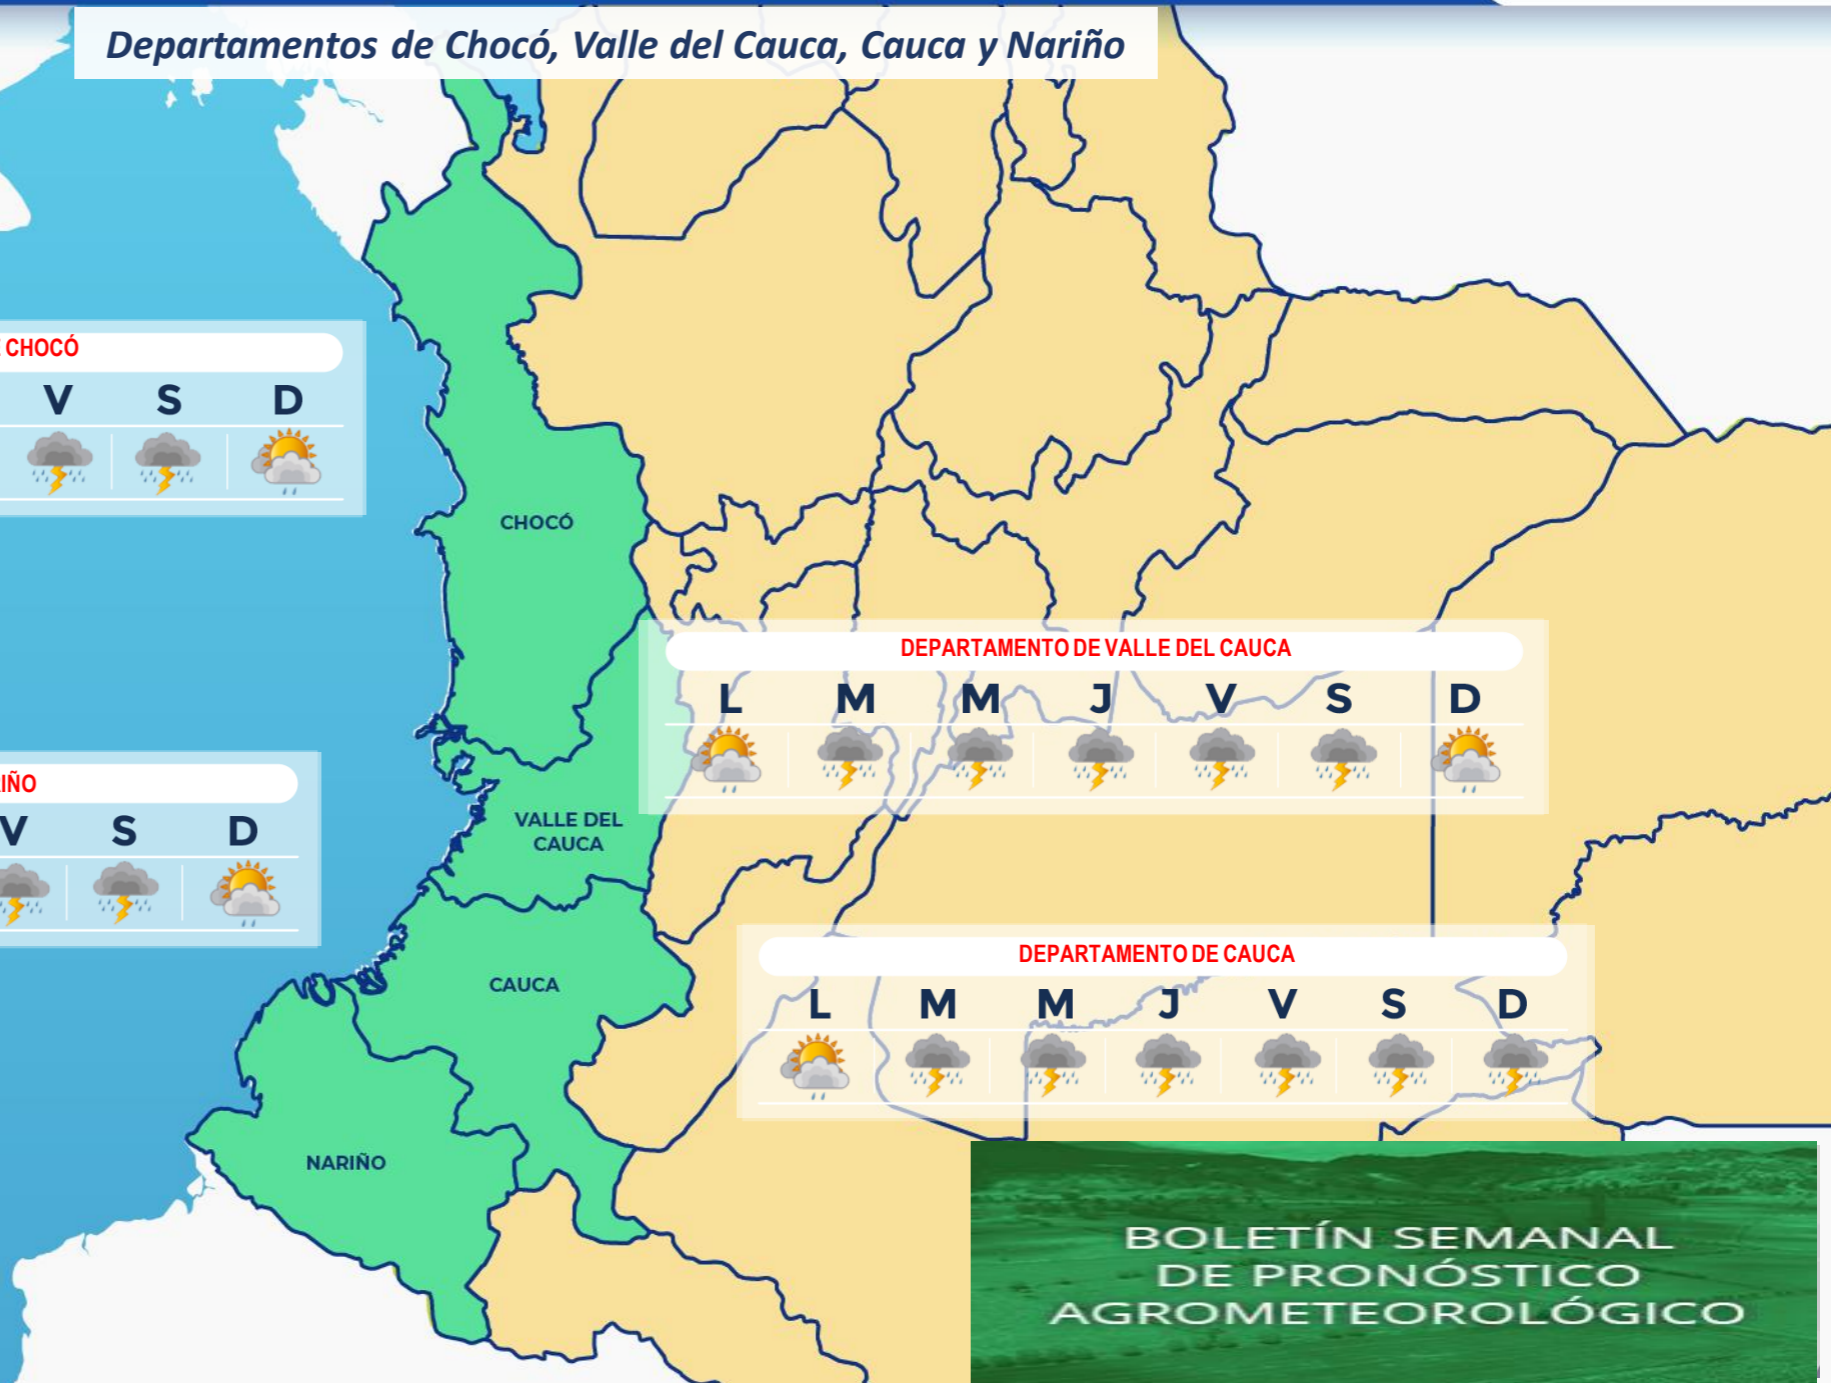 Departamentos de Chocó, Valle del Cauca, Cauca y Nariño
CHOCÓ
V S D
CHOCÓ
DEPARTAMENTO DE VALLE DEL CAUCA
L M M J V S D
IÑO
V S D
VALLE DEL
CAUCA
DEPARTAMENTO DE CAUCA
L M M J V S D
CAUCA
NARIÑO
BOLETÍN SEMANAL
DE PRONÓSTICO
AGROMETEOROLÓGICO